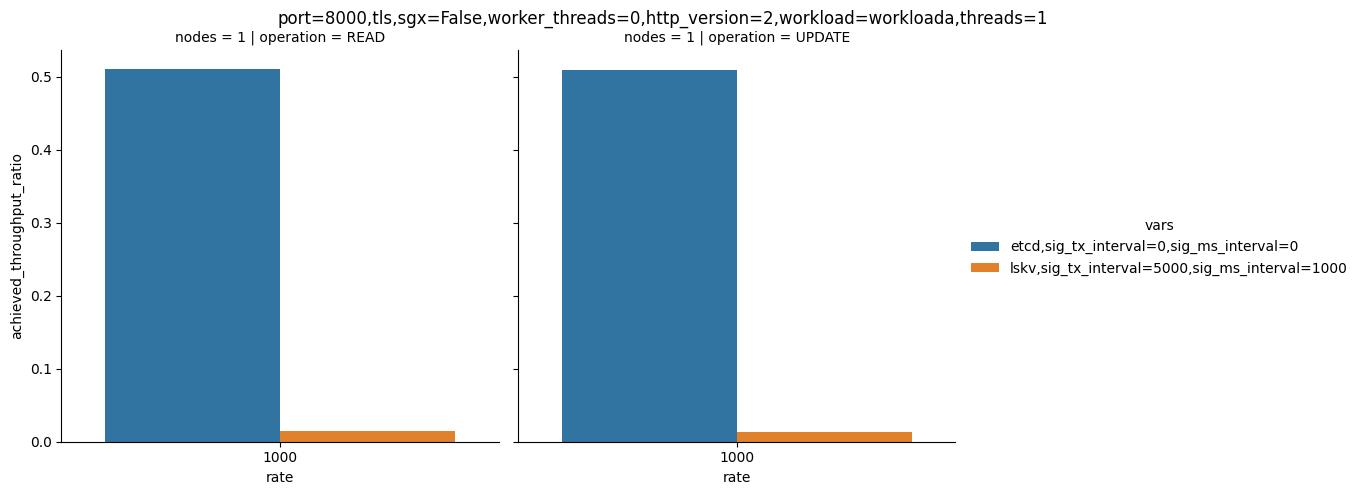 port=8000,tls,sgx=False,worker_threads=0,http_version=2,workload=workloada,threads=1
nodes = 1 | operation = READ
nodes = 1 | operation = UPDATE
achieved_throughput_ratio
0.5
0.4
0.3
0.2
0.1
0.0
1000
rate
1000
rate
vars
etcd,sig_tx_interval=0,sig_ms_interval=0
lskv,sig_tx_interval=5000,sig_ms_interval=1000